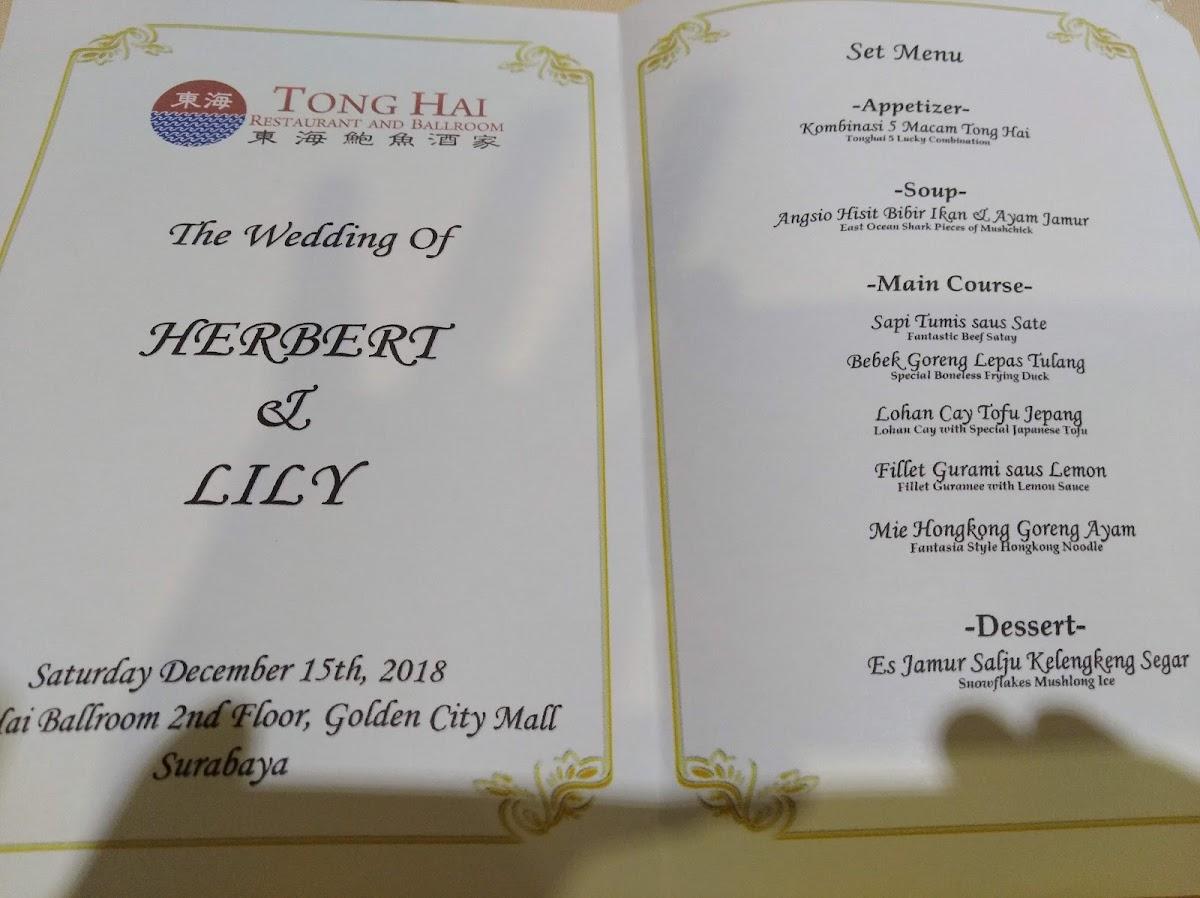 東海
TONG HAI
RESTAURANT AND BALLROOM
東海鮑魚酒家
The Wedding Of
HERBERT
&
LILY
Saturday December 15th, 2018
Ballroom 2nd Floor, Golden City Mall
Surabaya
Set Menu
-Appetizer-
Kombinasi 5 Macam Tong Hai
Tonghai 5 Lucky Combination
-Soup-
Angsio Hisit Bibir Ikan & Ayam Jamur
East Ocean Shark Pieces of Mushchick
-Main Course-
Sapi Tumis saus Sate
Fantastic Beef Satay
Bebek Goreng Lepas Tulang
Special Boneless Frying Duck
Lohan Cay Tofu Jepang
Lohan Cay with Special Japanese Tofu
Fillet Gurami saus Lemon
Fillet Guramee with Lemon Sauce
Mie Hongkong Goreng Ayam
Fantasia Style Hongkong Noodle
-Dessert-
Es Jamur Salju Kelengkeng Segar
Snowflakes Mushlong Ice